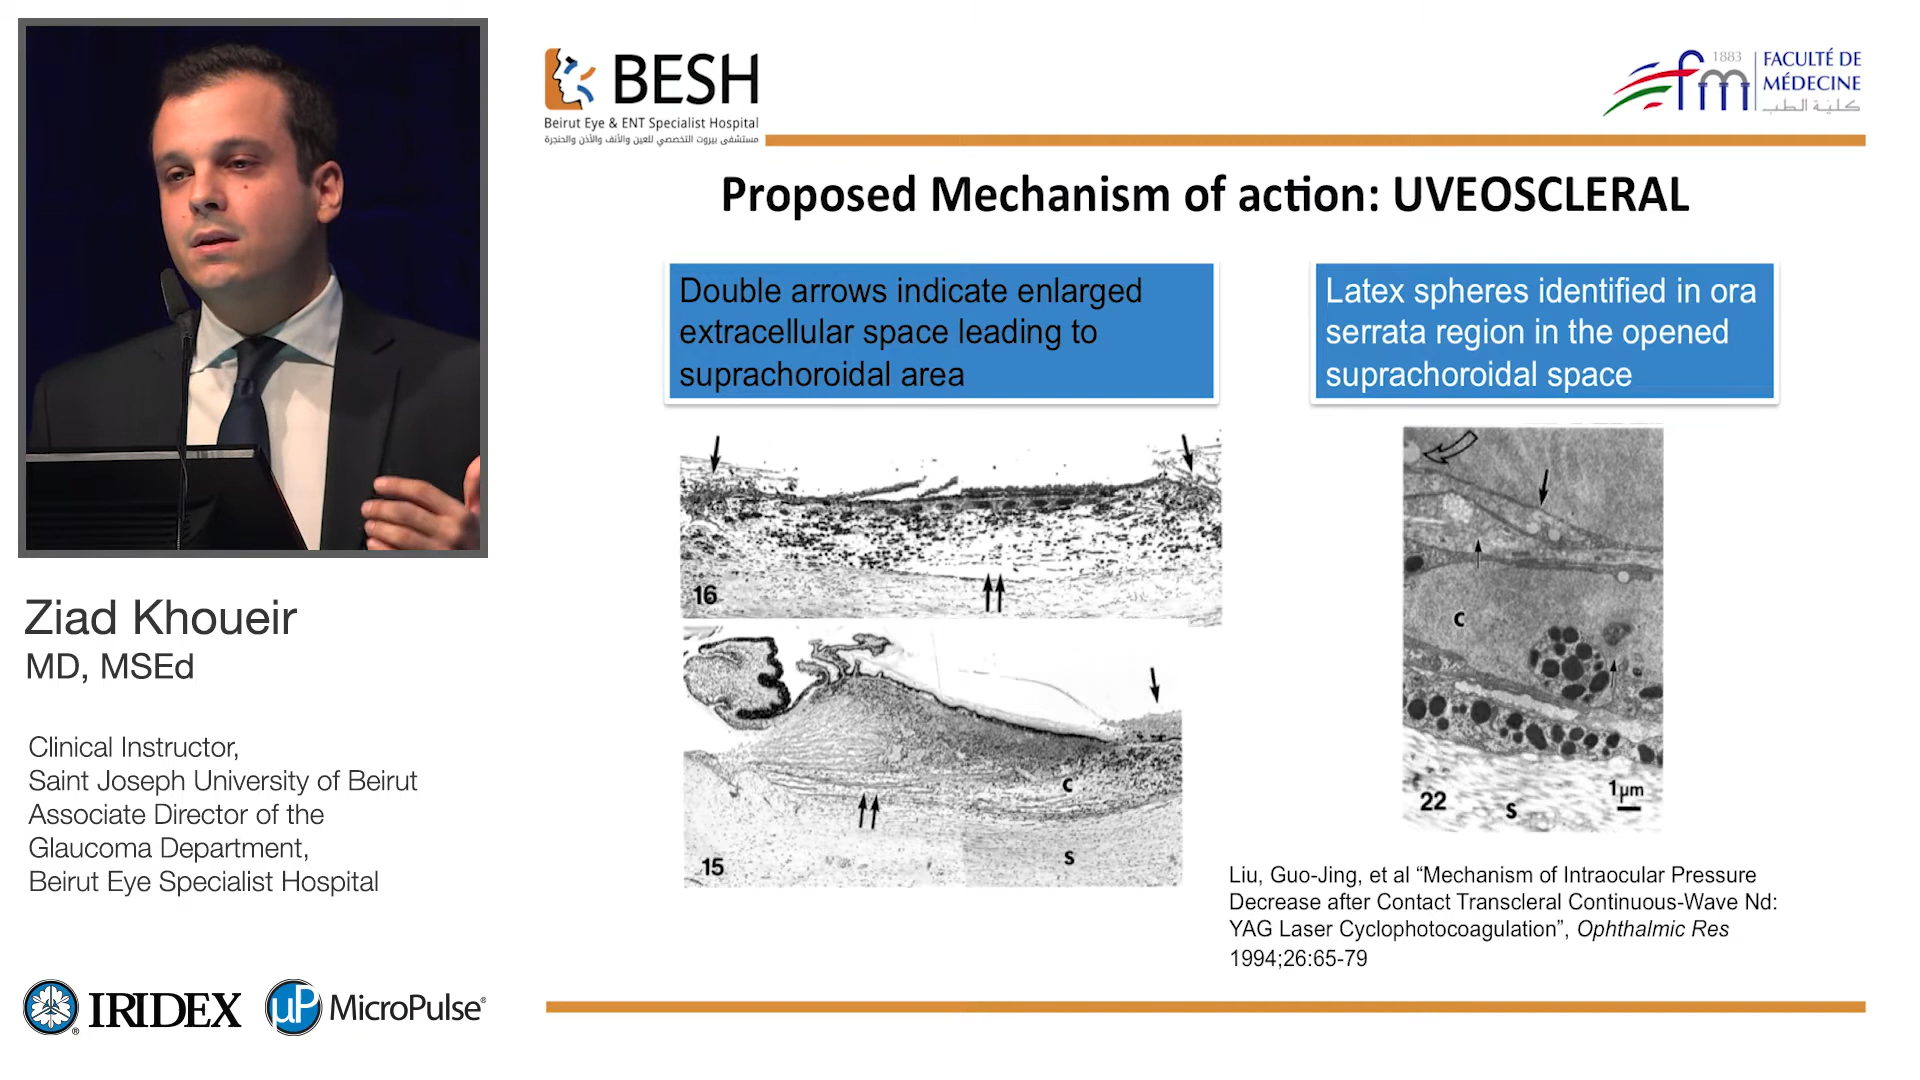 BESH
Beirut Eye & ENT Specialist Hospital
مستشفى بيروت التخصصي للعين والأنف والأذن والحنجرة
1883
fm
FACULTÉ DE
MÉDECINE
كلية الطب
Proposed Mechanism of action: UVEOSCLERAL
Double arrows indicate enlarged
extracellular space leading to
suprachoroidal area
Latex spheres identified in ora
serrata region in the opened
suprachoroidal space
16
C
15
S
C
22
S
1µm
Liu, Guo-Jing, et al “Mechanism of Intraocular Pressure
Decrease after Contact Transcleral Continuous-Wave Nd:
YAG Laser Cyclophotocoagulation”, Ophthalmic Res
1994;26:65-79
Ziad Khoueir
MD, MSEd
Clinical Instructor,
Saint Joseph University of Beirut
Associate Director of the
Glaucoma Department,
Beirut Eye Specialist Hospital
IRIDEX®
µP MicroPulse®